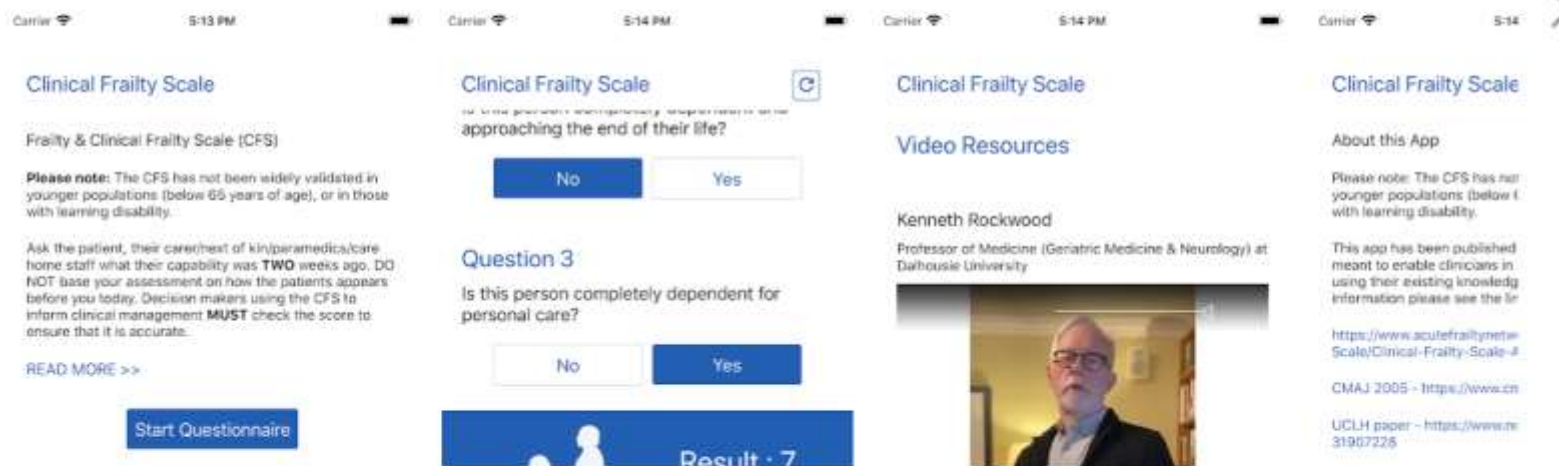 Carrier 5:13 PM
Clinical Frailty Scale
Frailty & Clinical Frailty Scale (CFS)
Please note: The CFS has not been widely validated in
younger populations (below 65 years of age), or in those
with learning disability.
Ask the patient, their carer/next of kin/paramedics/care
home staff what their capability was TWO weeks ago. DO
NOT base your assessment on how the patients appears
before you today. Decision makers using the CFS to
inform clinical management MUST check the score to
ensure that it is accurate.
READ MORE >>
Start Questionnaire
Carrier 5:14 PM
Clinical Frailty Scale
Is this person completely dependent and
approaching the end of their life?
No Yes
Question 3
Is this person completely dependent for
personal care?
No Yes
Result : 7
Carrier 5:14 PM
Clinical Frailty Scale
Video Resources
Kenneth Rockwood
Professor of Medicine (Geriatric Medicine & Neurology) at
Dalhousie University
Carrier 5:14
Clinical Frailty Scale
About this App
Please note: The CFS has not
younger populations (below
with learning disability.
This app has been published
meant to enable clinicians in
using their existing knowledg
information please see the
https://www.acutefrailtynetw
Scale/Clinical-Frailty-Scale-
CMAJ 2005 - https://www.cm
UCLH paper - https://www.re
31967228